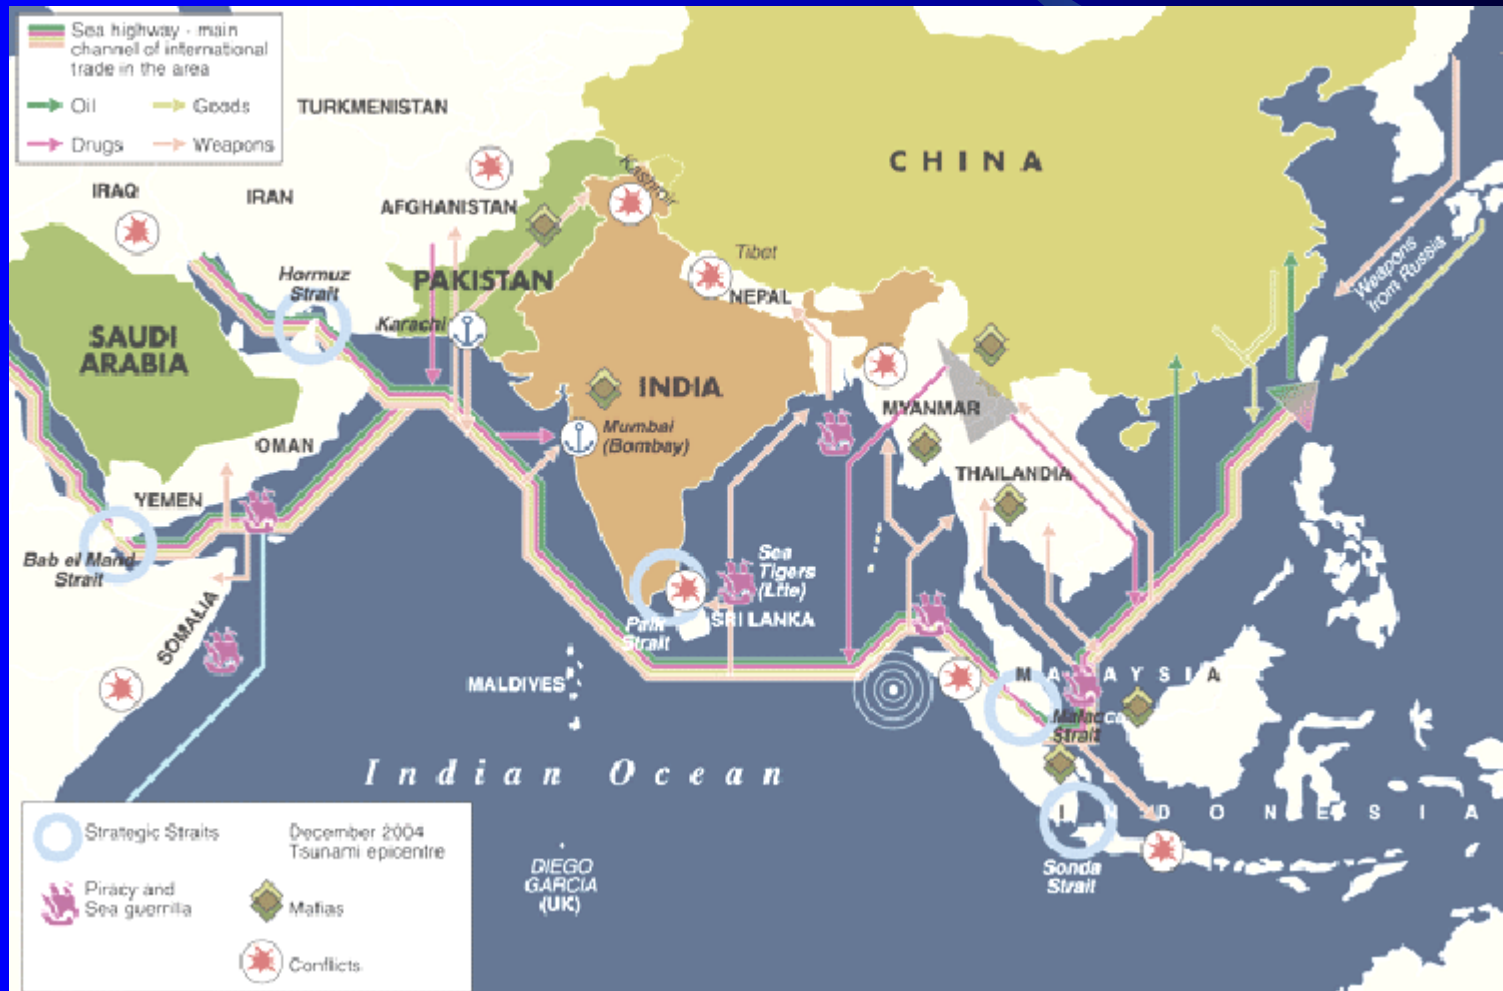 Sea highway - main
channel of international
trade in the area
Oil
Goods
Drugs
Weapons
TURKMENISTAN
CHINA
IRAQ
IRAN
AFGHANISTAN
Kashmir
Tibet
NEPAL
PAKISTAN
Hormuz
Strait
Karachi
Weapons
from Russia
SAUDI
ARABIA
INDIA
MYANMAR
Mumbai
(Bombay)
OMAN
THAILANDIA
YEMEN
Bab el Mand
Strait
Sea
Tigers
(Ltte)
SOMALIA
Palk
Strait
SRI LANKA
MALDIVES
MALAYSIA
Malacca
Strait
Indian Ocean
INDONESIA
Sonda
Strait
DIEGO
GARCIA
(UK)
Strategic Straits
December 2004
Tsunami epicentre
Piracy and
Sea guerrilla
Mafias
Conflicts